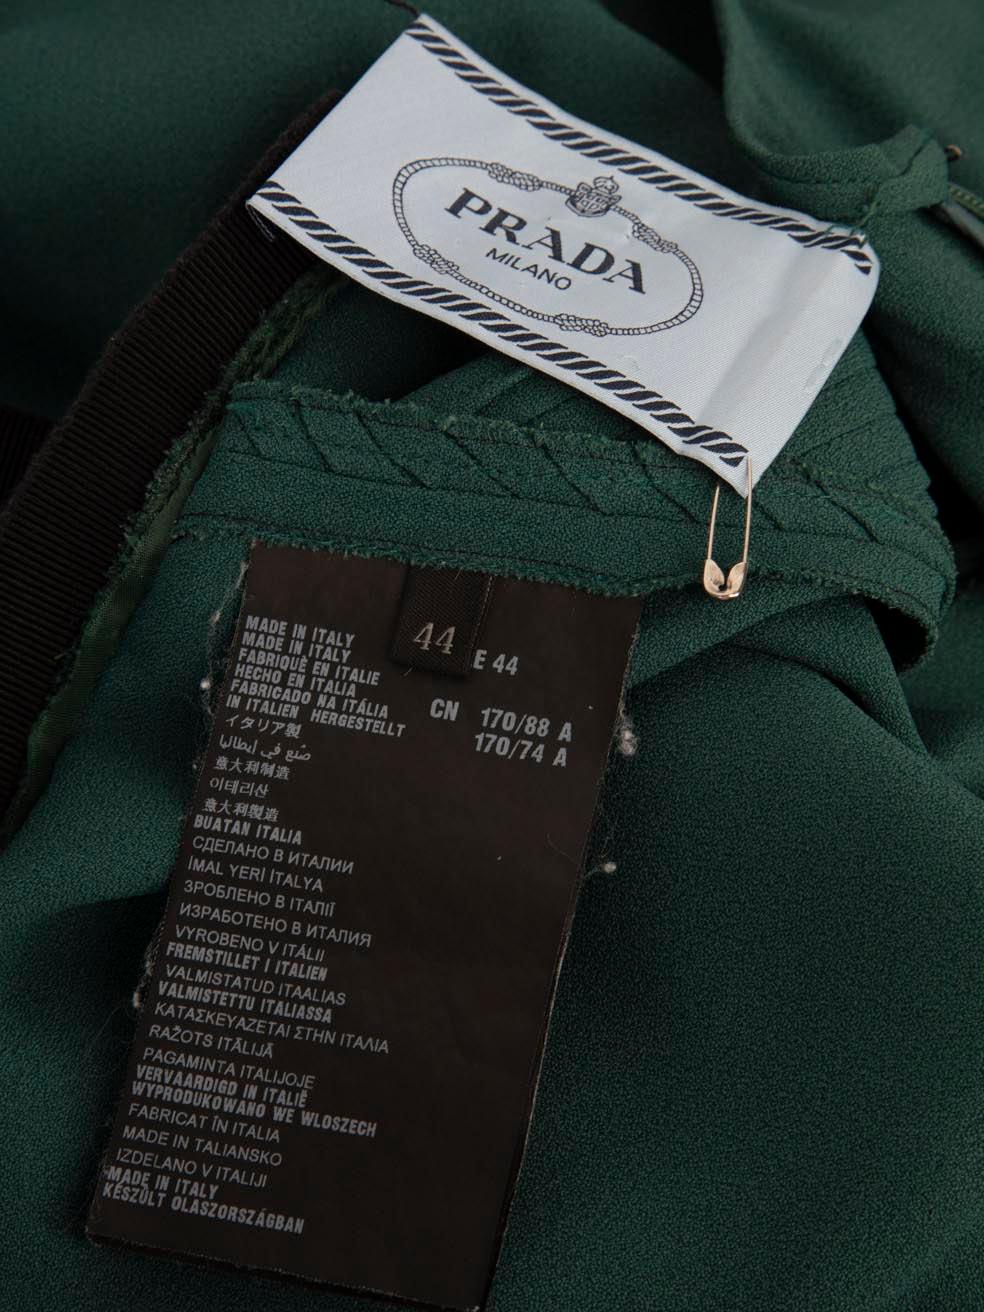 PRADA
MILANO
44
E 44
CN 170/88 A
170/74 A
MADE IN ITALY
MADE IN ITALY
FABRIQUÈ EN ITALIE
HECHO EN ITALIA
FABRICADO NA ITÁLIA
IN ITALIEN HERGESTELLT
イタリア製
صنع في إيطاليا
意大利制造
이테리산
意大利製造
BUATAN ITALIA
СДЕЛАНО В ИТАЛИИ
İMAL YERİ İTALYA
ЗРОБЛЕНО В ІТАЛІЇ
ИЗРАБОТЕНО В ИТАЛИЯ
VYROBENO V ITÁLII
FREMSTILLET I ITALIEN
VALMISTATUD ITAALIAS
VALMISTETTU ITALIASSA
ΚΑΤΑΣΚΕΥΑΖΕΤΑΙ ΣΤΗΝ ΙΤΑΛΙΑ
RAŽOTS ITĀLIJĀ
PAGAMINTA ITALIJOJE
VERVAARDIGD IN ITALIË
WYPRODUKOWANO WE WLOSZECH
FABRICAT ÎN ITALIA
MADE IN TALIANSKO
IZDELANO V ITALIJI
MADE IN ITALY
KÉSZÜLT OLASZORSZÁGBAN